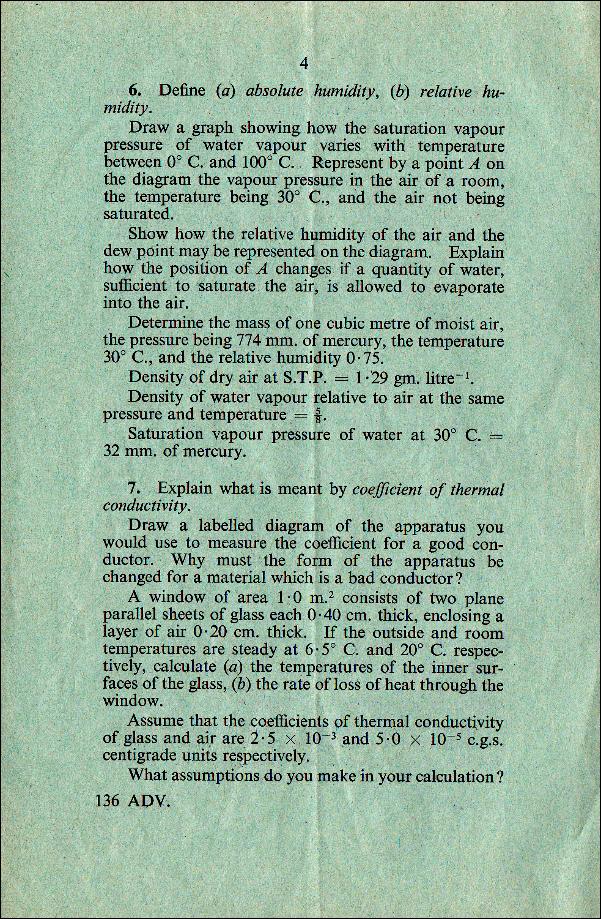 4
6. Define (a) absolute humidity, (b) relative hu-
midity.
Draw a graph showing how the saturation vapour
pressure of water vapour varies with temperature
between 0° C. and 100° C. Represent by a point A on
the diagram the vapour pressure in the air of a room,
the temperature being 30° C., and the air not being
saturated.
Show how the relative humidity of the air and the
dew point may be represented on the diagram. Explain
how the position of A changes if a quantity of water,
sufficient to saturate the air, is allowed to evaporate
into the air.
Determine the mass of one cubic metre of moist air,
the pressure being 774 mm. of mercury, the temperature
30° C., and the relative humidity 0·75.
Density of dry air at S.T.P. = 1·29 gm. litre⁻¹.
Density of water vapour relative to air at the same
pressure and temperature = ⅝.
Saturation vapour pressure of water at 30° C. =
32 mm. of mercury.
7. Explain what is meant by coefficient of thermal
conductivity.
Draw a labelled diagram of the apparatus you
would use to measure the coefficient for a good con-
ductor. Why must the form of the apparatus be
changed for a material which is a bad conductor?
A window of area 1·0 m.² consists of two plane
parallel sheets of glass each 0·40 cm. thick, enclosing a
layer of air 0·20 cm. thick. If the outside and room
temperatures are steady at 6·5° C. and 20° C. respec-
tively, calculate (a) the temperatures of the inner sur-
faces of the glass, (b) the rate of loss of heat through the
window.
Assume that the coefficients of thermal conductivity
of glass and air are 2·5 × 10⁻³ and 5·0 × 10⁻⁵ c.g.s.
centigrade units respectively.
What assumptions do you make in your calculation?
136 ADV.